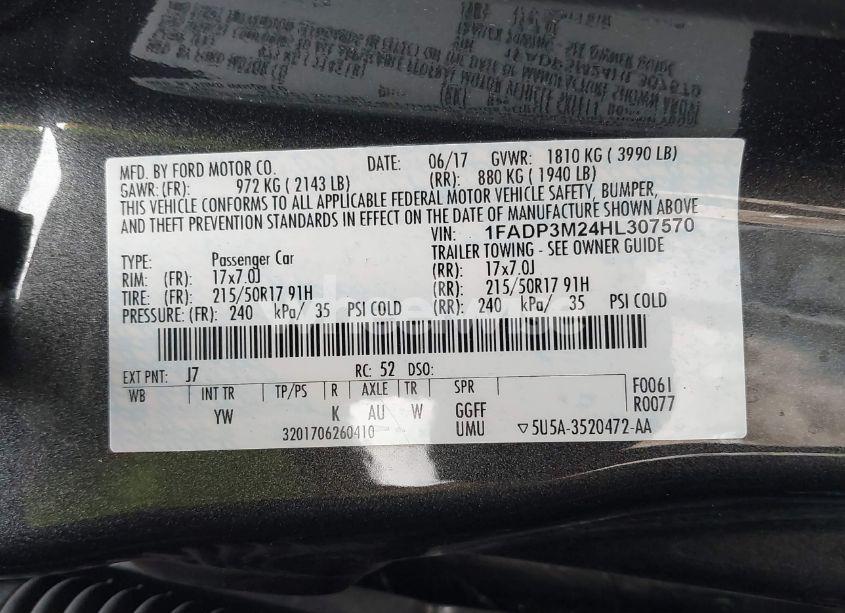 MFD. BY FORD MOTOR CO. DATE: 06/17 GVWR: 1810 KG ( 3990 LB)
GAWR: (FR): 972 KG ( 2143 LB) (RR): 880 KG ( 1940 LB)
THIS VEHICLE CONFORMS TO ALL APPLICABLE FEDERAL MOTOR VEHICLE SAFETY, BUMPER,
AND THEFT PREVENTION STANDARDS IN EFFECT ON THE DATE OF MANUFACTURE SHOWN ABOVE
VIN: 1FADP3M24HL307570
TYPE: Passenger Car TRAILER TOWING - SEE OWNER GUIDE
RIM: (FR): 17x7.0J (RR): 17x7.0J
TIRE: (FR): 215/50R17 91H (RR): 215/50R17 91H
PRESSURE: (FR): 240 kPa/ 35 PSI COLD (RR): 240 kPa/ 35 PSI COLD
EXT PNT: J7 RC: 52 DSO:
WB INT TR TP/PS R AXLE TR SPR F0061
YW K AU W GGFF R0077
3201706260410 UMU ▽5U5A-3520472-AA